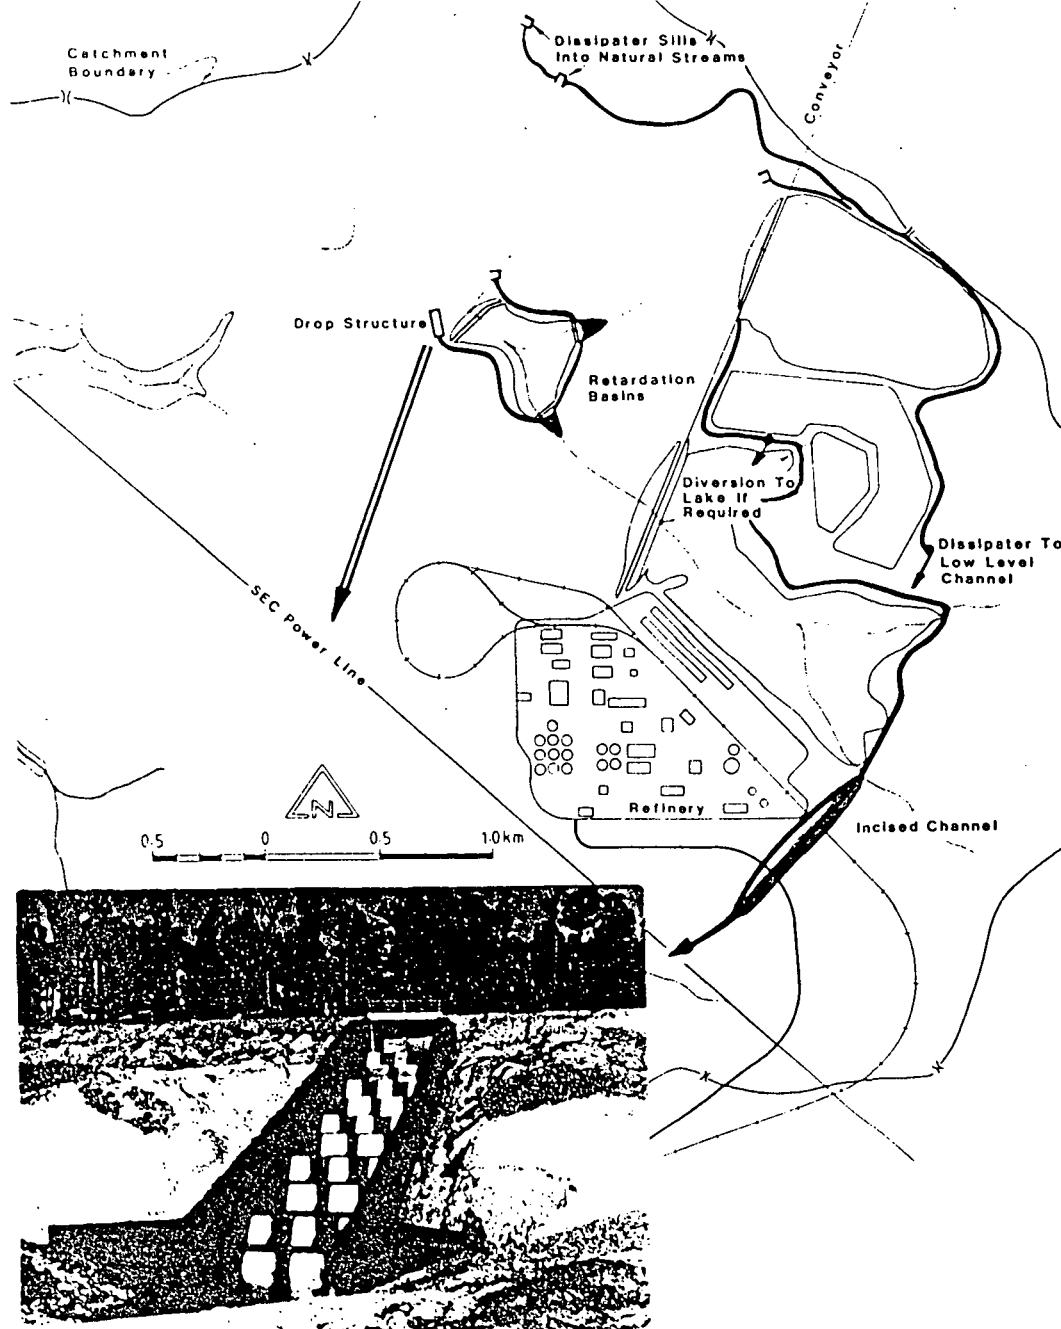 Catchment
Boundary
Dissipater Sills
Into Natural Streams
Conveyor
Drop Structure
Retardation
Basins
Diversion To
Lake If
Required
Dissipater To
Low Level
Channel
SEC Power Line
N
0·5 0 0·5 1·0km
Refinery
Incised Channel